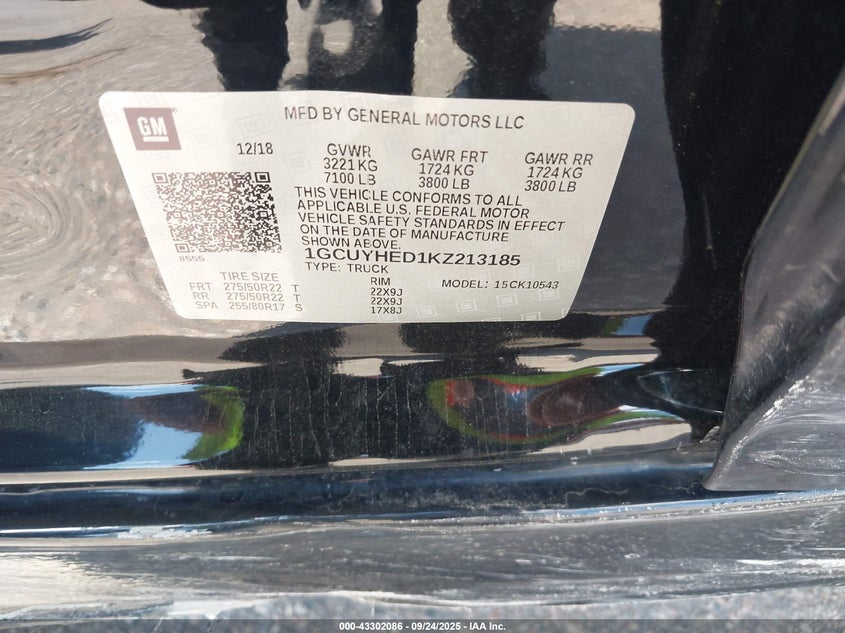 GM
MFD BY GENERAL MOTORS LLC
12/18
GVWR
3221 KG
7100 LB
GAWR FRT
1724 KG
3800 LB
GAWR RR
1724 KG
3800 LB
THIS VEHICLE CONFORMS TO ALL
APPLICABLE U.S. FEDERAL MOTOR
VEHICLE SAFETY STANDARDS IN EFFECT
ON THE DATE OF MANUFACTURE
SHOWN ABOVE.
8555
1GCUYHED1KZ213185
TYPE: TRUCK
MODEL: 15CK10543
TIRE SIZE RIM
FRT 275/50R22 T 22X9J
RR 275/50R22 T 22X9J
SPA 255/80R17 S 17X8J
000-43302086 - 09/24/2025 - IAA Inc.